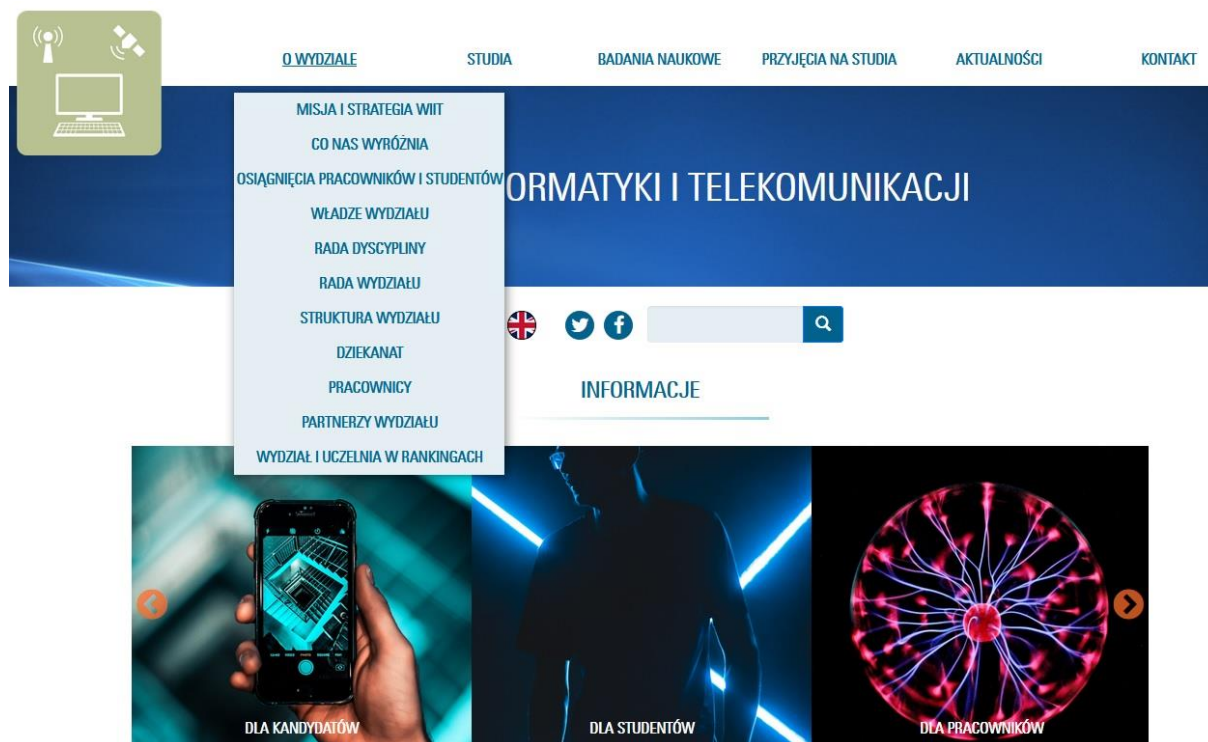 O WYDZIALE
STUDIA
BADANIA NAUKOWE
PRZYJĘCIA NA STUDIA
AKTUALNOŚCI
KONTAKT
MISJA I STRATEGIA WIIT
CO NAS WYRÓŻNIA
OSIĄGNIĘCIA PRACOWNIKÓW I STUDENTÓW
WŁADZE WYDZIAŁU
RADA DYSCYPLINY
RADA WYDZIAŁU
STRUKTURA WYDZIAŁU
DZIEKANAT
PRACOWNICY
PARTNERZY WYDZIAŁU
WYDZIAŁ I UCZELNIA W RANKINGACH
ORMATYKI I TELEKOMUNIKACJI
INFORMACJE
DLA KANDYDATÓW
DLA STUDENTÓW
DLA PRACOWNIKÓW